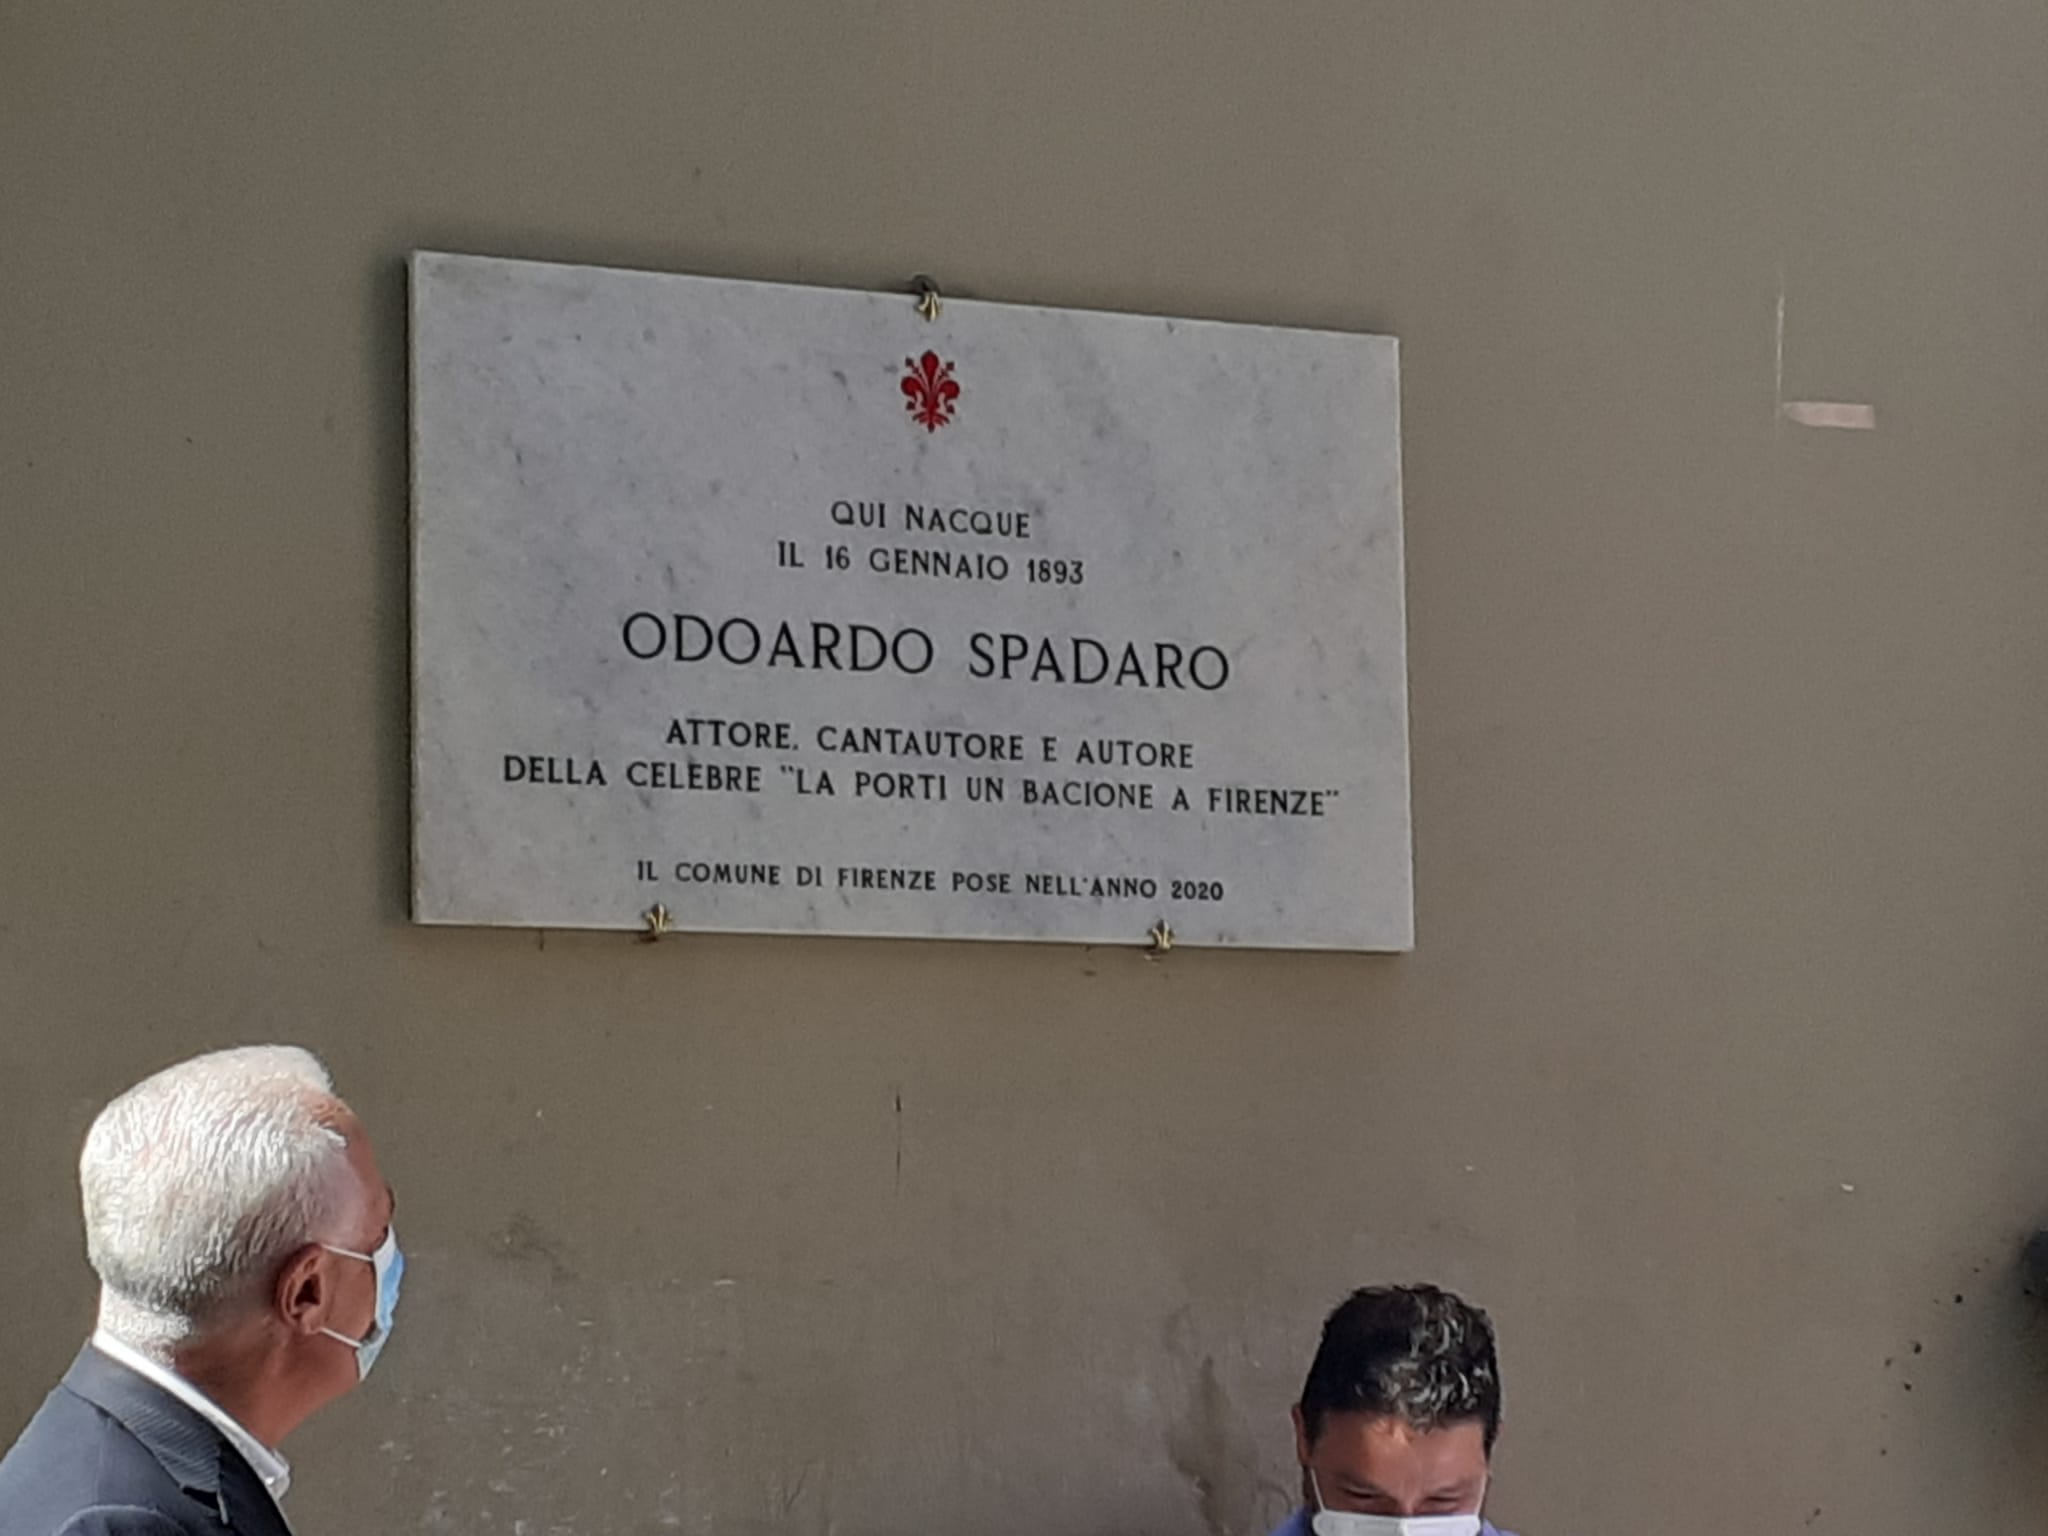 QUI NACQUE
IL 16 GENNAIO 1893
ODOARDO SPADARO
ATTORE, CANTAUTORE E AUTORE
DELLA CELEBRE "LA PORTI UN BACIONE A FIRENZE"
IL COMUNE DI FIRENZE POSE NELL'ANNO 2020